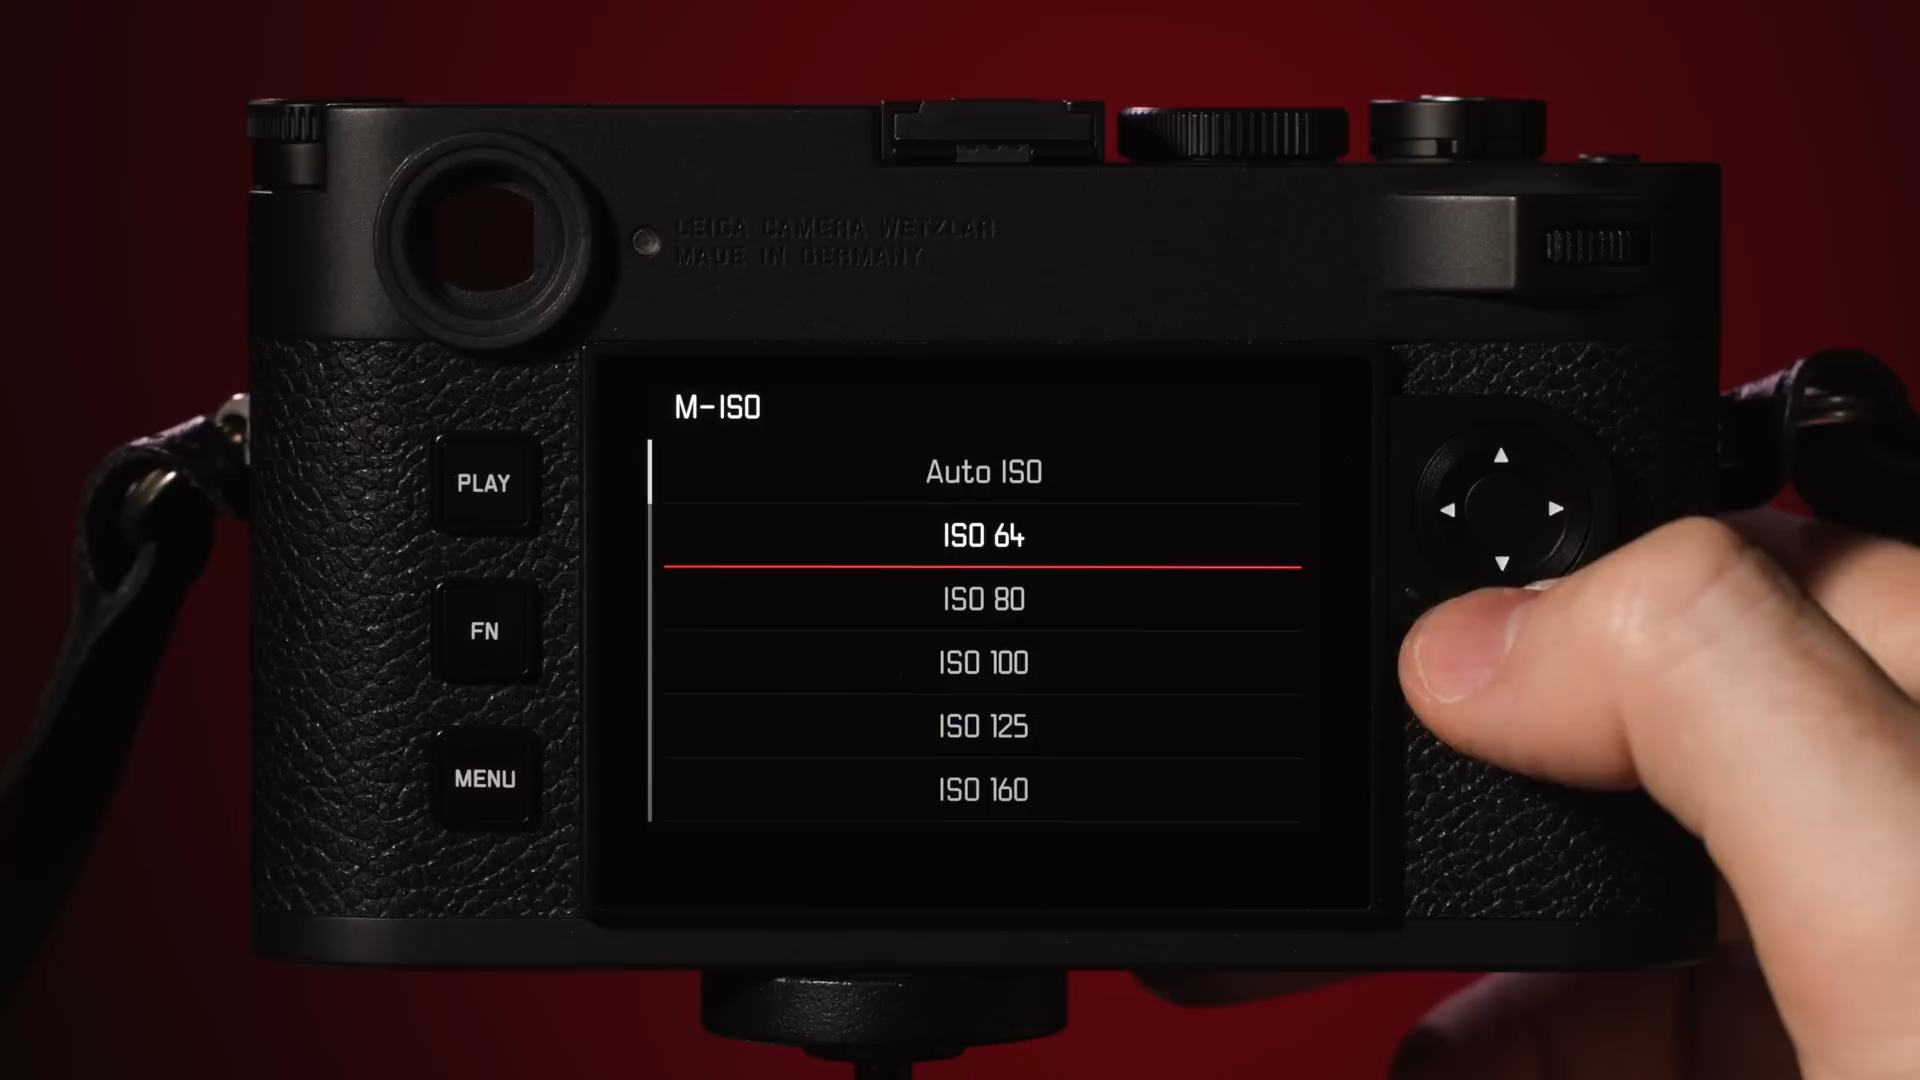 LEICA CAMERA WETZLAR
MADE IN GERMANY
M-ISO
Auto ISO
PLAY
ISO 64
ISO 80
FN
ISO 100
ISO 125
MENU
ISO 160